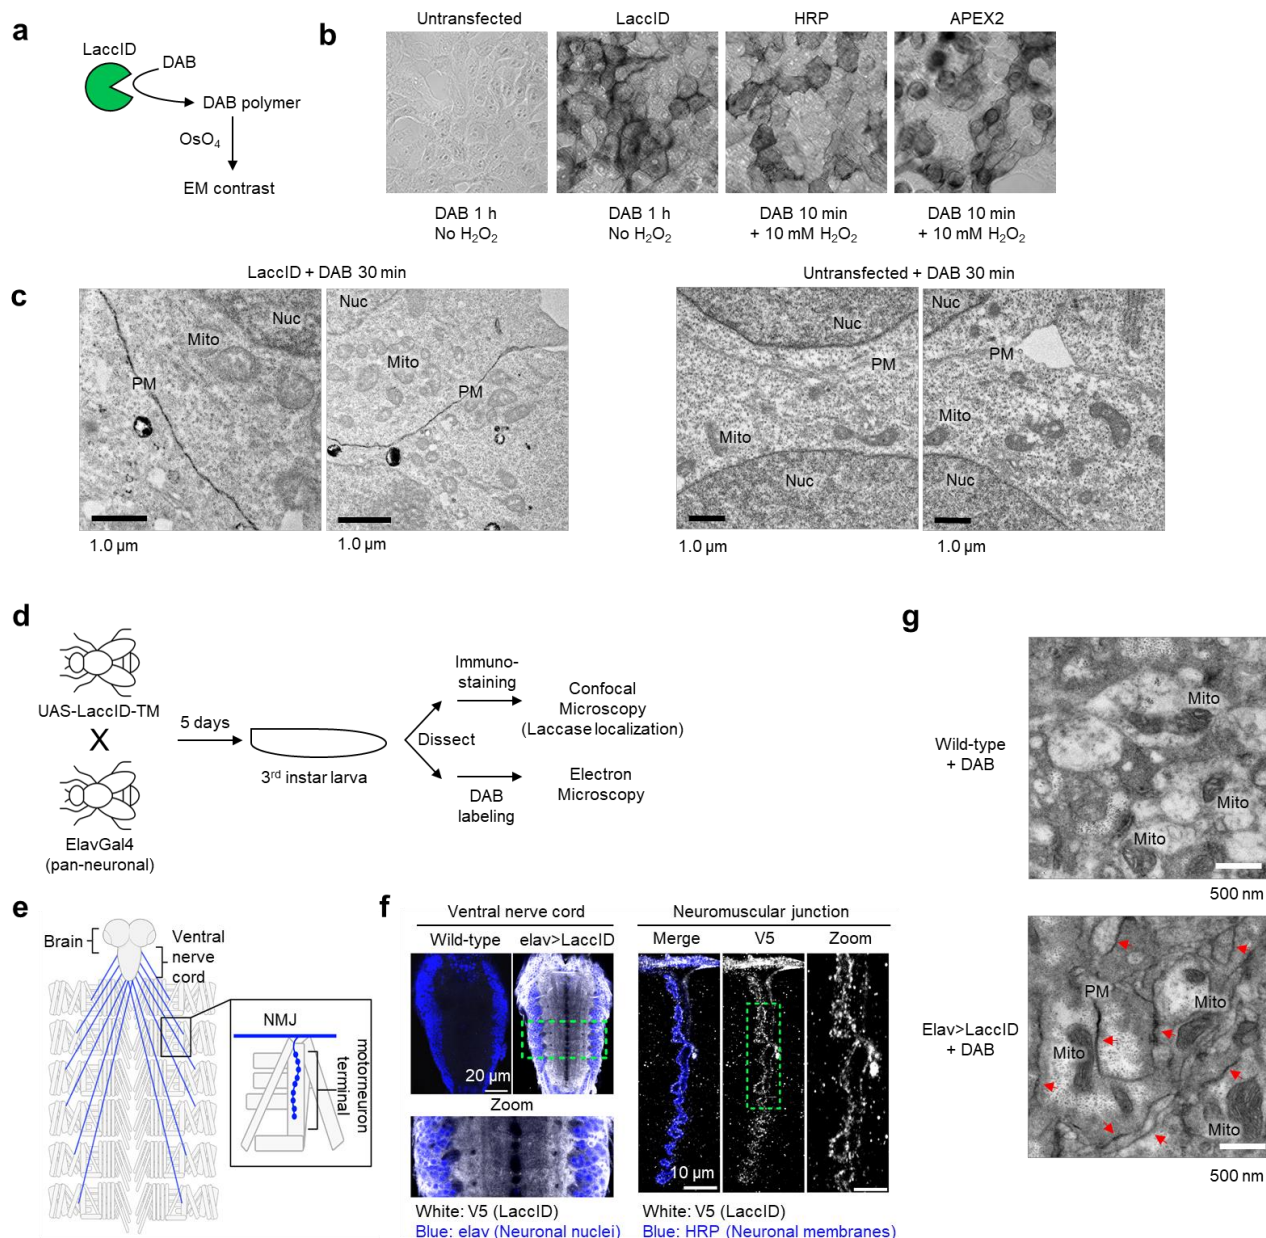 a
LaccID
DAB
DAB polymer
OsO4
EM contrast
b
Untransfected
LaccID
HRP
APEX2
DAB 1 h
No H2O2
DAB 1 h
No H2O2
DAB 10 min
+ 10 mM H2O2
DAB 10 min
+ 10 mM H2O2
c
LaccID + DAB 30 min
Nuc
Mito
PM
1.0 µm
Nuc
Mito
PM
1.0 µm
Untransfected + DAB 30 min
Nuc
PM
Mito
Nuc
1.0 µm
Nuc
PM
Mito
Nuc
1.0 µm
d
UAS-LaccID-TM
X
ElavGal4
(pan-neuronal)
5 days
3rd instar larva
Dissect
Immuno-
staining
Confocal
Microscopy
(Laccase localization)
DAB
labeling
Electron
Microscopy
e
Brain
Ventral
nerve
cord
NMJ
motorneuron
terminal
f
Ventral nerve cord
Wild-type
elav>LaccID
20 µm
Zoom
White: V5 (LaccID)
Blue: elav (Neuronal nuclei)
Neuromuscular junction
Merge
V5
Zoom
10 µm
White: V5 (LaccID)
Blue: HRP (Neuronal membranes)
g
Wild-type
+ DAB
Mito
Mito
Mito
500 nm
Elav>LaccID
+ DAB
PM
Mito
Mito
Mito
500 nm